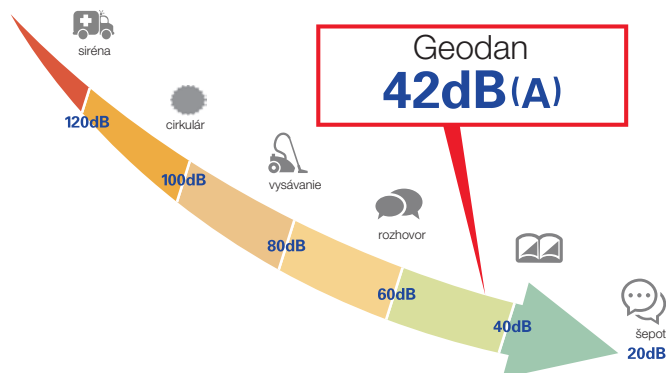 siréna
120dB
cirkulár
100dB
vysávanie
80dB
rozhovor
60dB
Geodan
42dB(A)
40dB
šepot
20dB